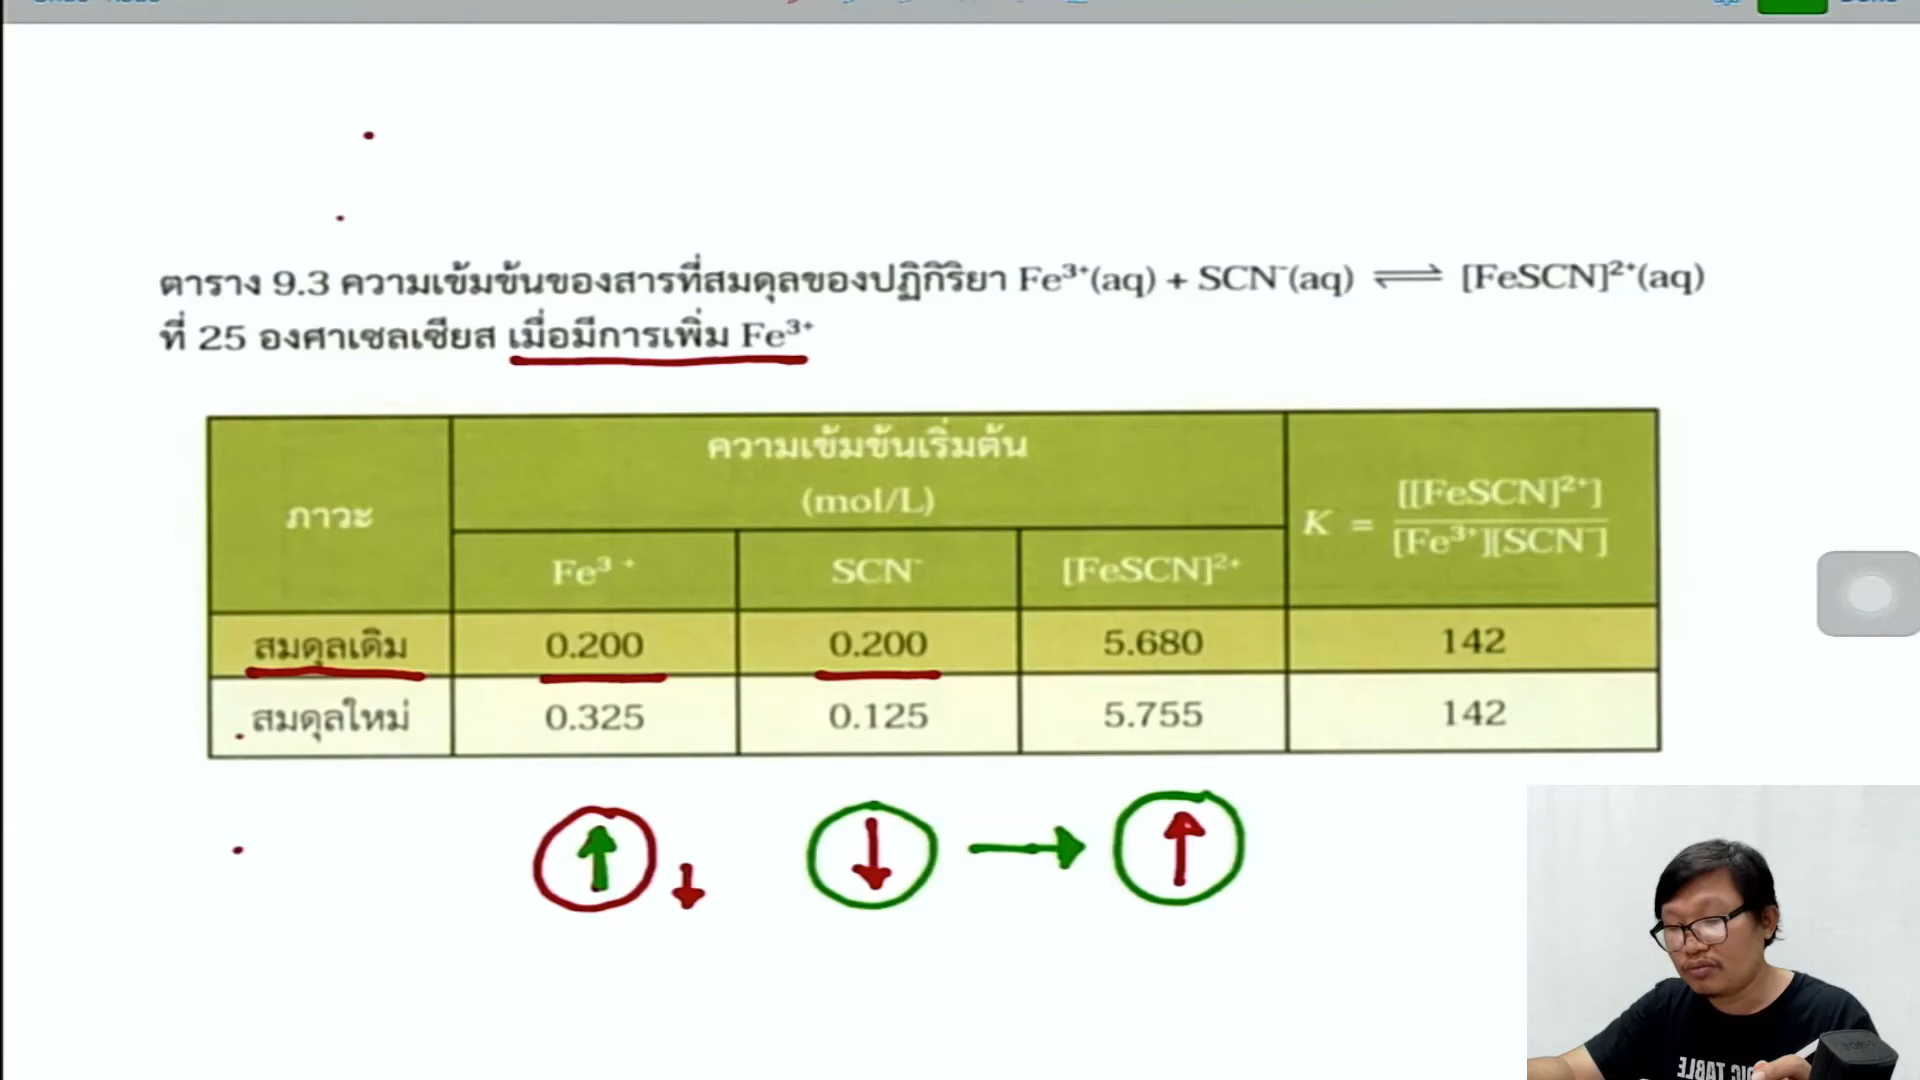 ตาราง 9.3 ความเข้มข้นของสารที่สมดุลของปฏิกิริยา Fe³⁺(aq) + SCN⁻(aq) ⇌ [FeSCN]²⁺(aq)
ที่ 25 องศาเซลเซียส เมื่อมีการเพิ่ม Fe³⁺
ภาวะ
ความเข้มข้นเริ่มต้น
(mol/L)
K = [[FeSCN]²⁺] / [Fe³⁺][SCN⁻]
Fe³⁺ SCN⁻ [FeSCN]²⁺
สมดุลเดิม 0.200 0.200 5.680 142
สมดุลใหม่ 0.325 0.125 5.755 142